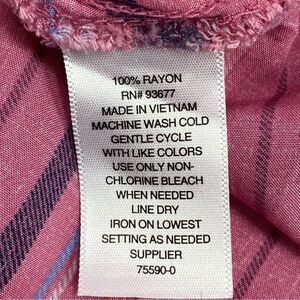 100% RAYON
RN# 93677
MADE IN VIETNAM
MACHINE WASH COLD
GENTLE CYCLE
WITH LIKE COLORS
USE ONLY NON-
CHLORINE BLEACH
WHEN NEEDED
LINE DRY
IRON ON LOWEST
SETTING AS NEEDED
SUPPLIER
75590-0